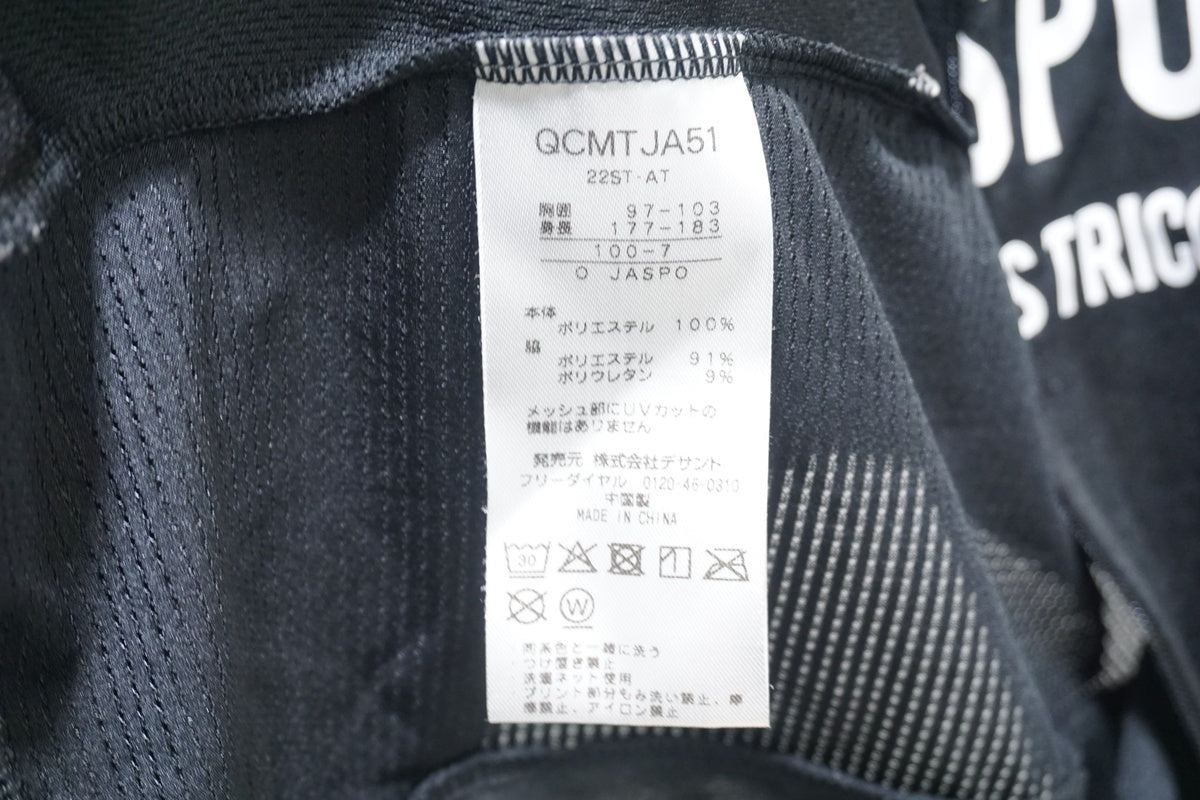 QCMTJA51
22ST-AT
胸囲 97-103
身長 177-183
100-7
O JASPO
本体
ポリエステル 100%
脇
ポリエステル 91%
ポリウレタン 9%
メッシュ部にUVカットの
機能はありません
発売元 株式会社デサント
フリーダイヤル 0120-46-0310
中国製
MADE IN CHINA
30
W
・同系色と一緒に洗う
・つけ置き禁止
・洗濯ネット使用
・プリント部分もみ洗い禁止、摩
擦禁止、アイロン禁止
SPO
S TRICO